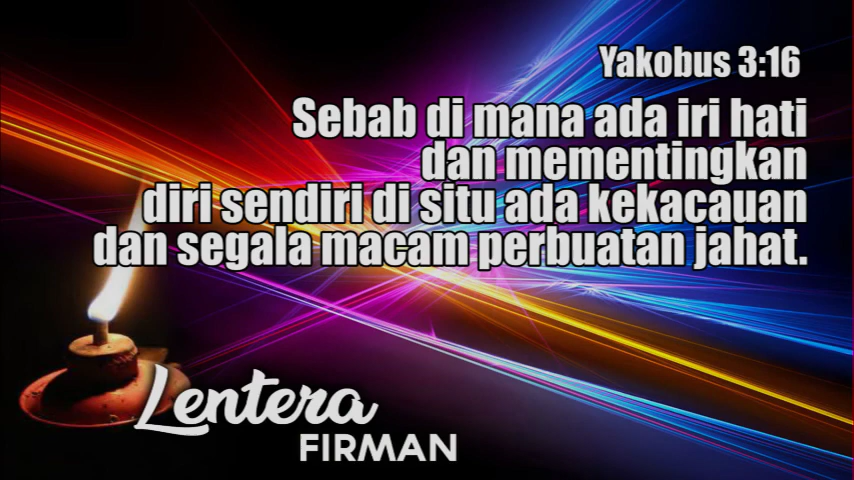 Yakobus 3:16
Sebab di mana ada iri hati
dan mementingkan
diri sendiri di situ ada kekacauan
dan segala macam perbuatan jahat.
Lentera
FIRMAN